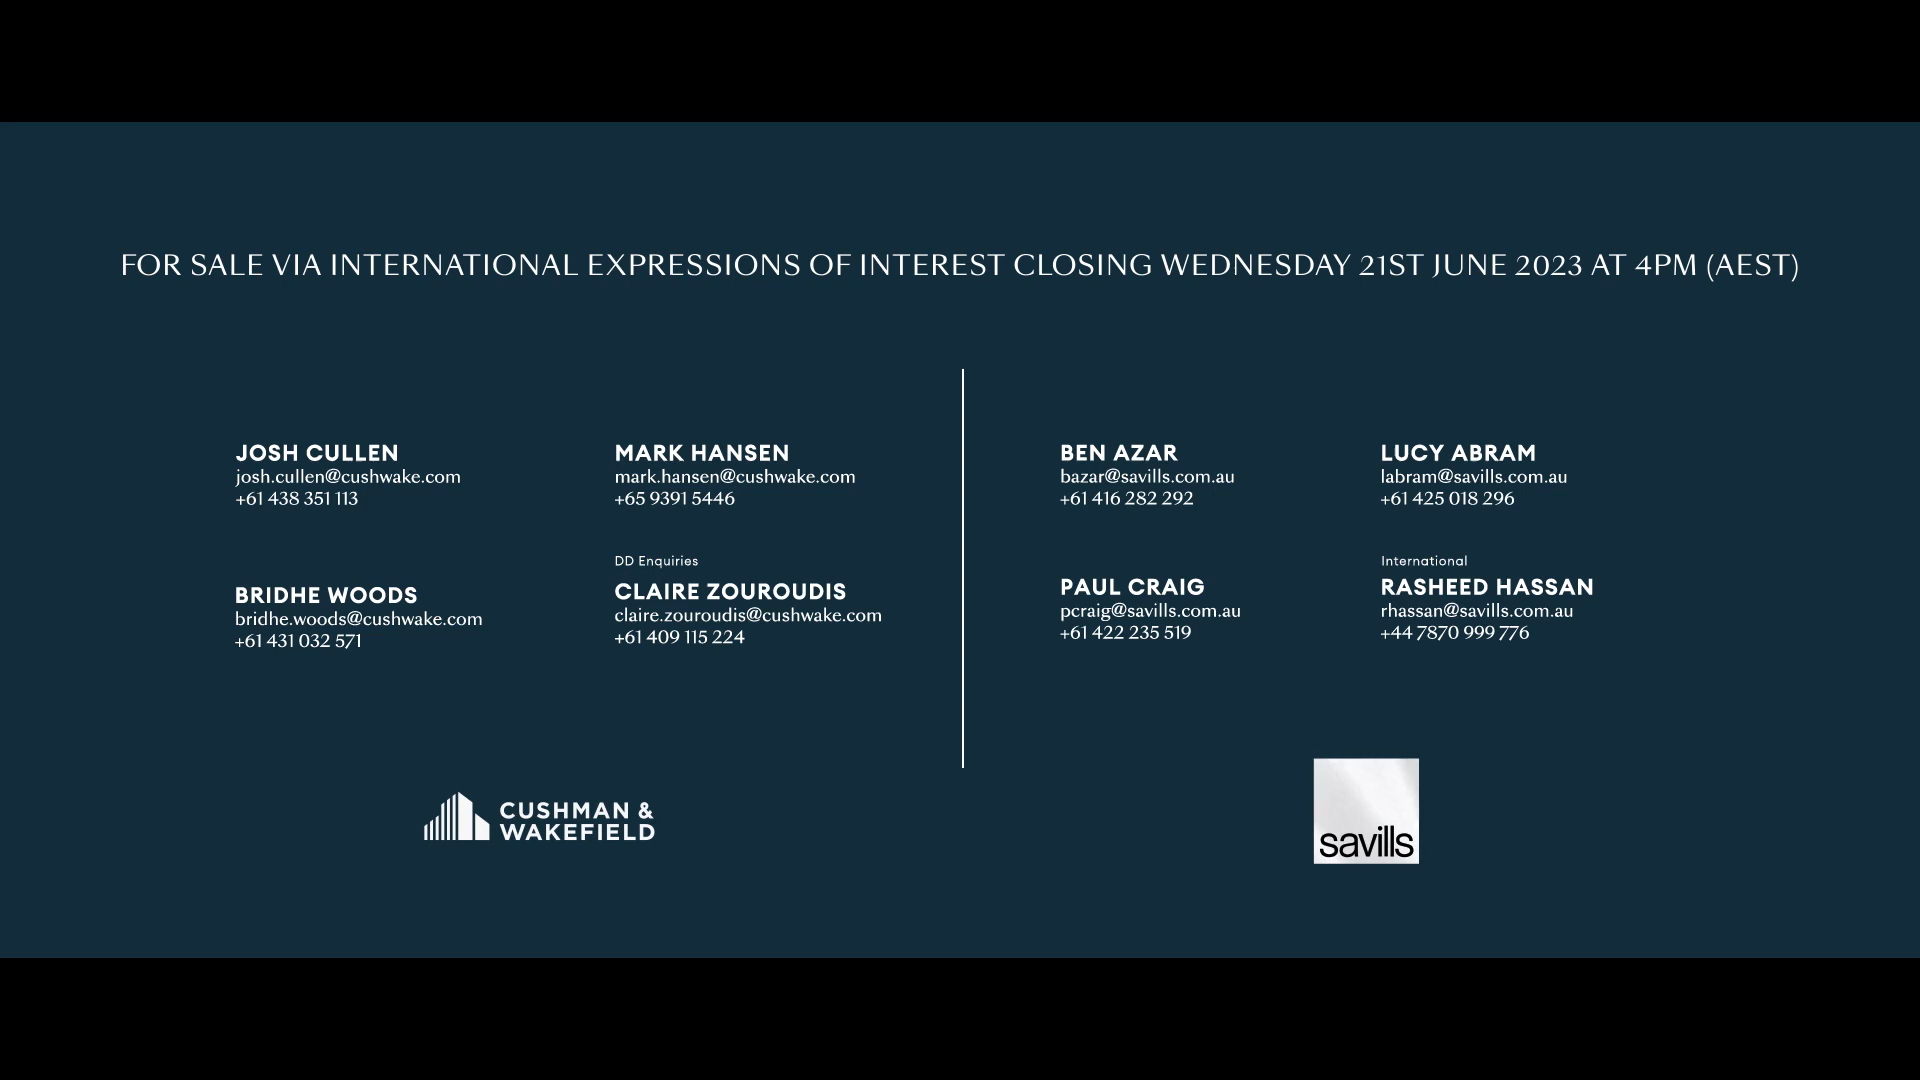 FOR SALE VIA INTERNATIONAL EXPRESSIONS OF INTEREST CLOSING WEDNESDAY 21ST JUNE 2023 AT 4PM (AEST)
JOSH CULLEN
josh.cullen@cushwake.com
+61 438 351 113
MARK HANSEN
mark.hansen@cushwake.com
+65 9391 5446
BRIDHE WOODS
bridhe.woods@cushwake.com
+61 431 032 571
DD Enquiries
CLAIRE ZOUROUDIS
claire.zouroudis@cushwake.com
+61 409 115 224
CUSHMAN &
WAKEFIELD
BEN AZAR
bazar@savills.com.au
+61 416 282 292
LUCY ABRAM
labram@savills.com.au
+61 425 018 296
PAUL CRAIG
pcraig@savills.com.au
+61 422 235 519
International
RASHEED HASSAN
rhassan@savills.com.au
+44 7870 999 776
savills